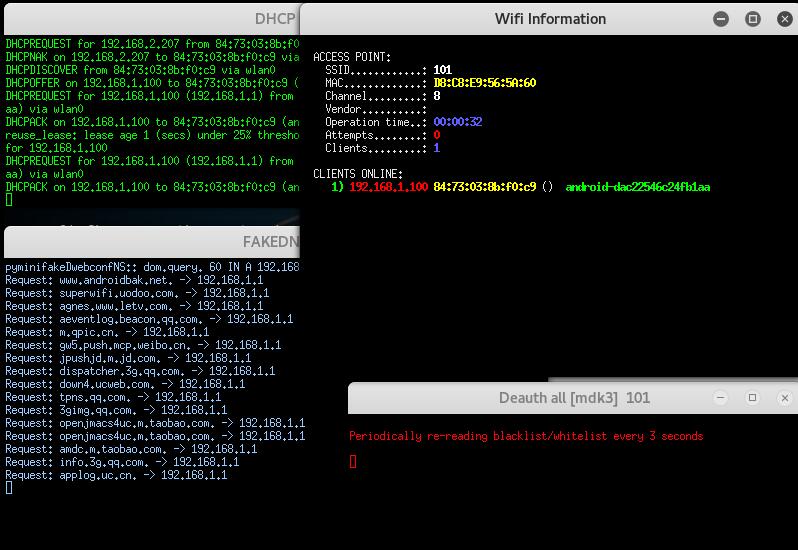 DHCP
DHCPREQUEST for 192.168.2.207 from 84:73:03:8b:f0
DHCPNAK on 192.168.2.207 to 84:73:03:8b:f0:c9 via
DHCPDISCOVER from 84:73:03:8b:f0:c9 via wlan0
DHCPOFFER on 192.168.1.100 to 84:73:03:8b:f0:c9 (
DHCPREQUEST for 192.168.1.100 (192.168.1.1) from
aa) via wlan0
DHCPACK on 192.168.1.100 to 84:73:03:8b:f0:c9 (an
reuse_lease: lease age 1 (secs) under 25% thresho
for 192.168.1.100
DHCPREQUEST for 192.168.1.100 (192.168.1.1) from
aa) via wlan0
DHCPACK on 192.168.1.100 to 84:73:03:8b:f0:c9 (an
Wifi Information
ACCESS POINT:
SSID...........: 101
MAC............: D8:C8:E9:56:5A:60
Channel........: 8
Vendor.........:
Operation time..: 00:00:32
Attempts.......: 0
Clients........: 1
CLIENTS ONLINE:
1) 192.168.1.100 84:73:03:8b:f0:c9 () android-dac22546c24fb1aa
FAKEDN
pyminifakeDwebconfNS:: dom.query. 60 IN A 192.168
Request: www.androidbak.net. -> 192.168.1.1
Request: superwifi.uodoo.com. -> 192.168.1.1
Request: agnes.www.letv.com. -> 192.168.1.1
Request: aeventlog.beacon.qq.com. -> 192.168.1.1
Request: m.qpic.cn. -> 192.168.1.1
Request: gw5.push.mcp.weibo.cn. -> 192.168.1.1
Request: jpushjd.m.jd.com. -> 192.168.1.1
Request: dispatcher.3g.qq.com. -> 192.168.1.1
Request: down4.ucweb.com. -> 192.168.1.1
Request: tpns.qq.com. -> 192.168.1.1
Request: 3gimg.qq.com. -> 192.168.1.1
Request: openjmacs4uc.m.taobao.com. -> 192.168.1.1
Request: openjmacs4uc.m.taobao.com. -> 192.168.1.1
Request: amdc.m.taobao.com. -> 192.168.1.1
Request: info.3g.qq.com. -> 192.168.1.1
Request: applog.uc.cn. -> 192.168.1.1
Deauth all [mdk3] 101
Periodically re-reading blacklist/whitelist every 3 seconds